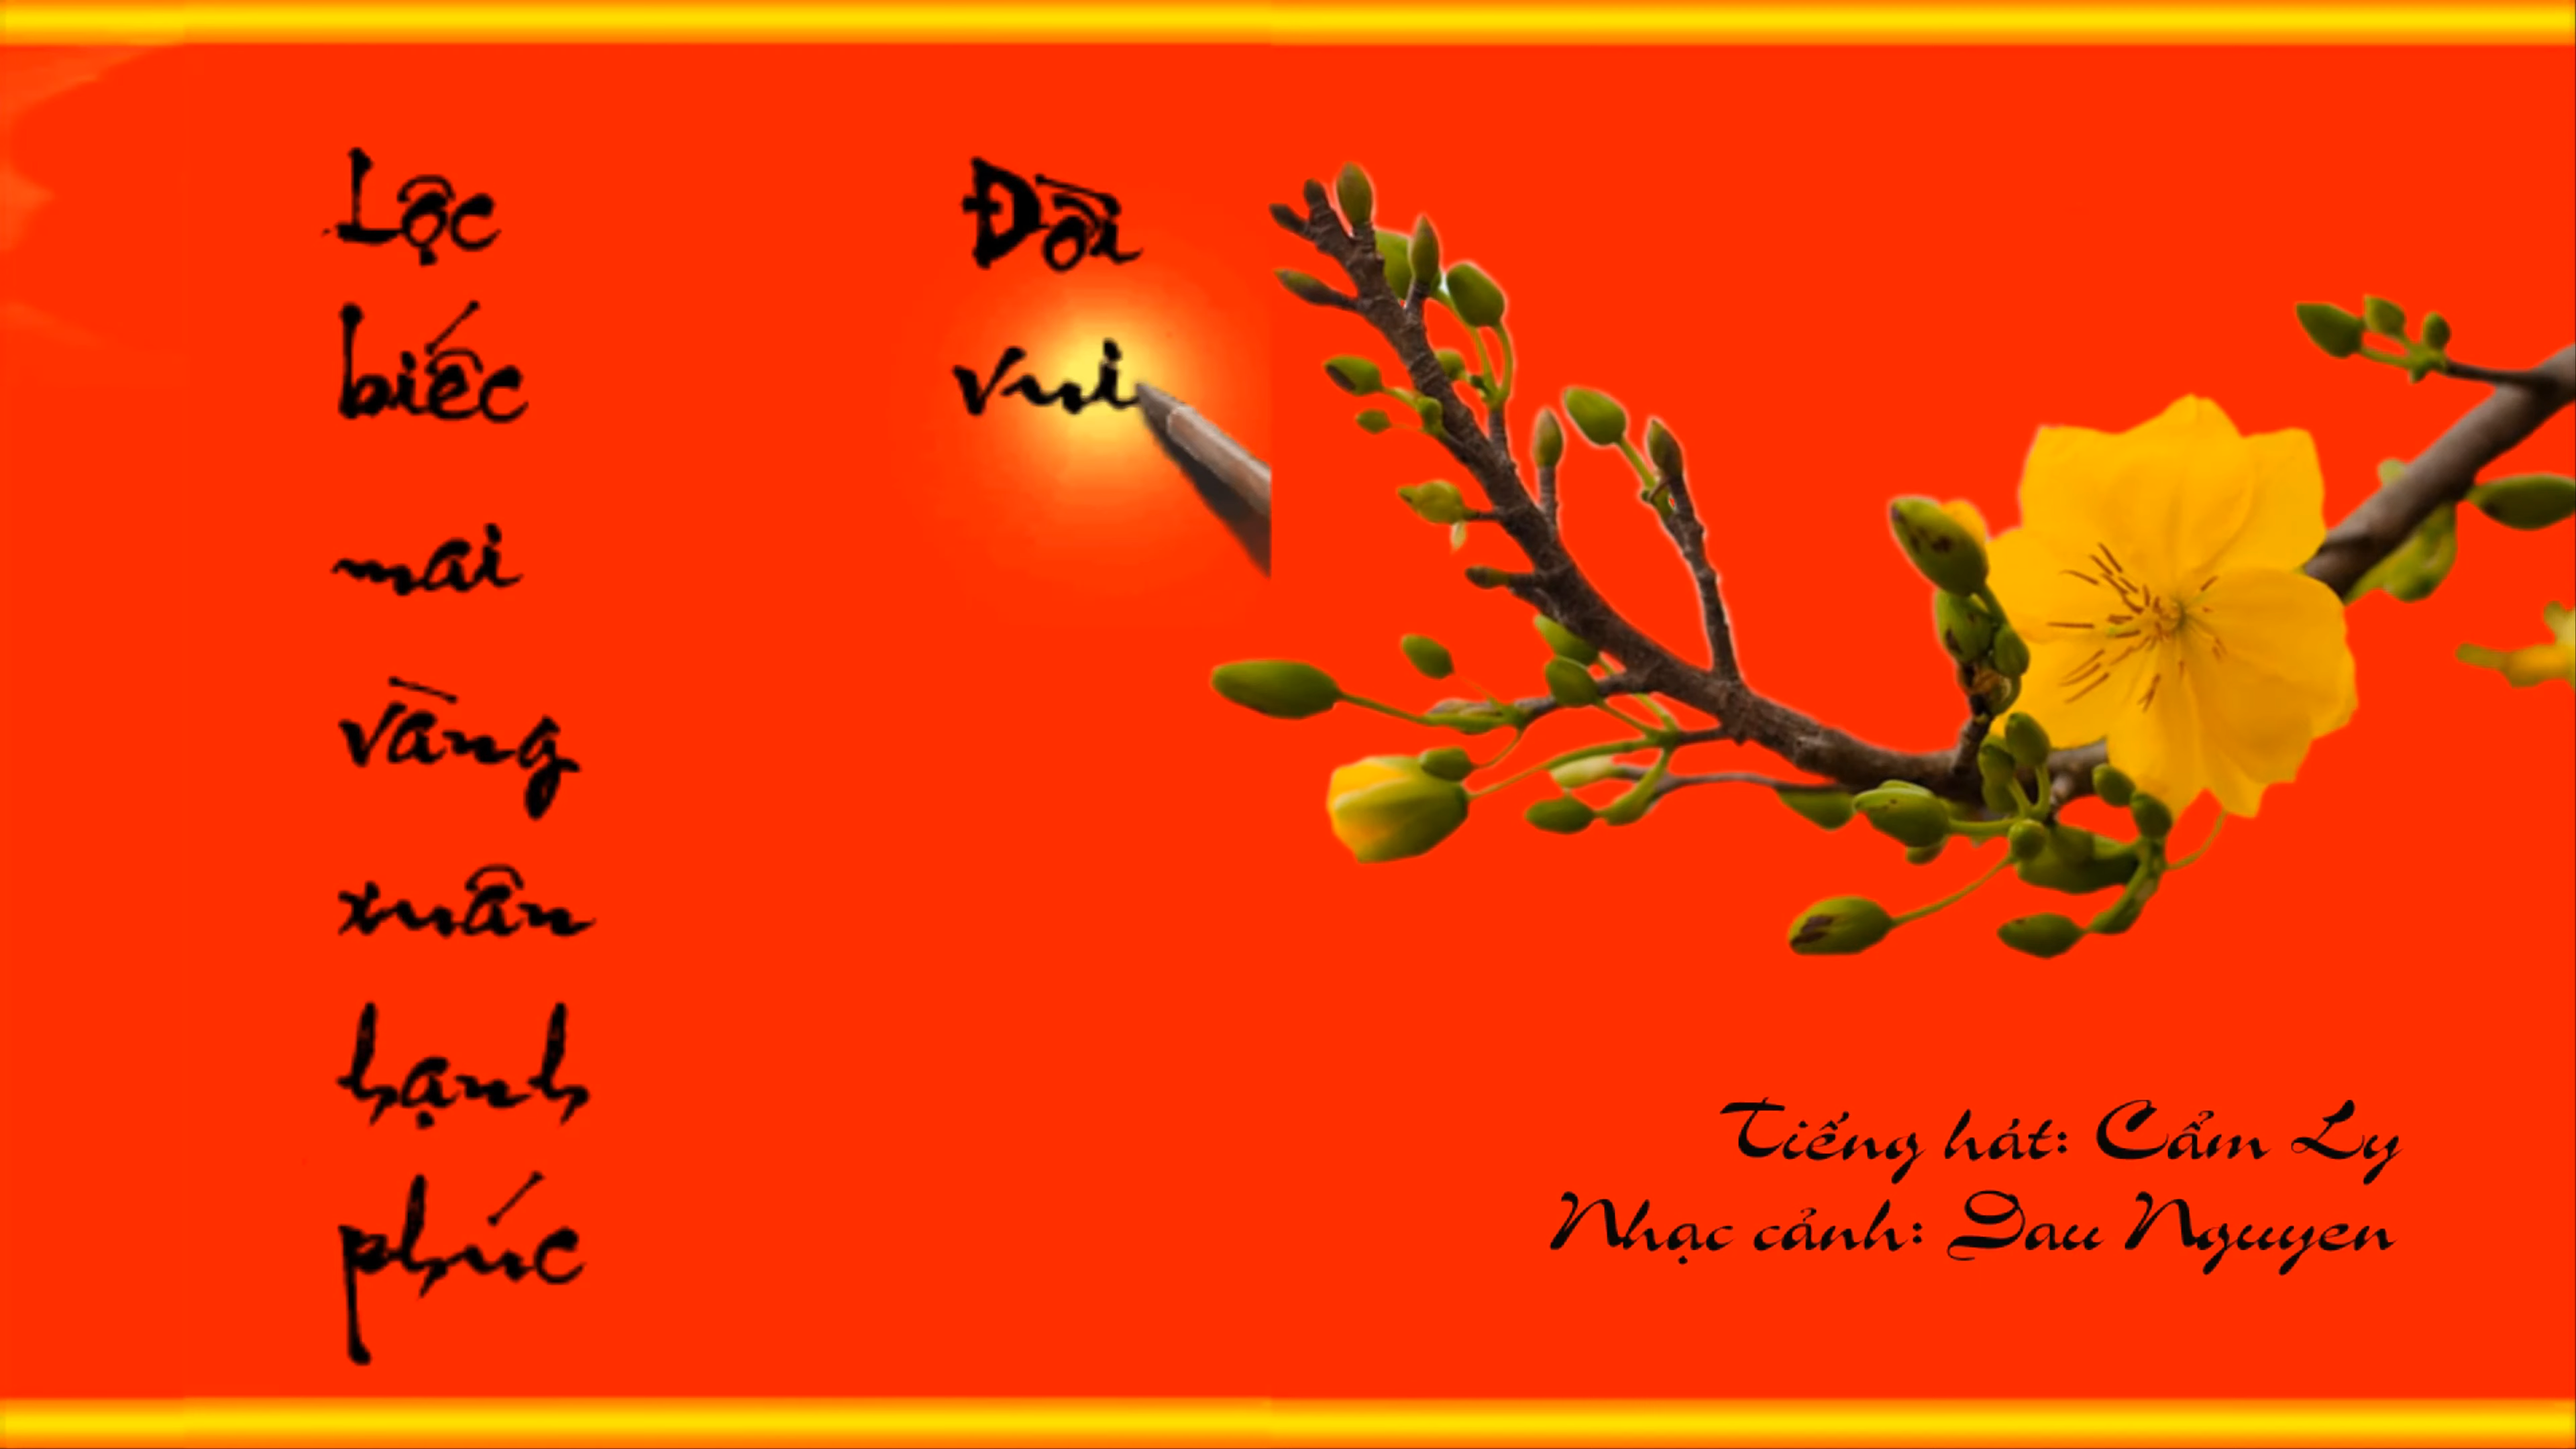 Lộc
biếc
mai
vàng
xuân
hạnh
phúc
Đời
vui
Tiếng hát: Cẩm Ly
Nhạc cảnh: Dau Nguyen